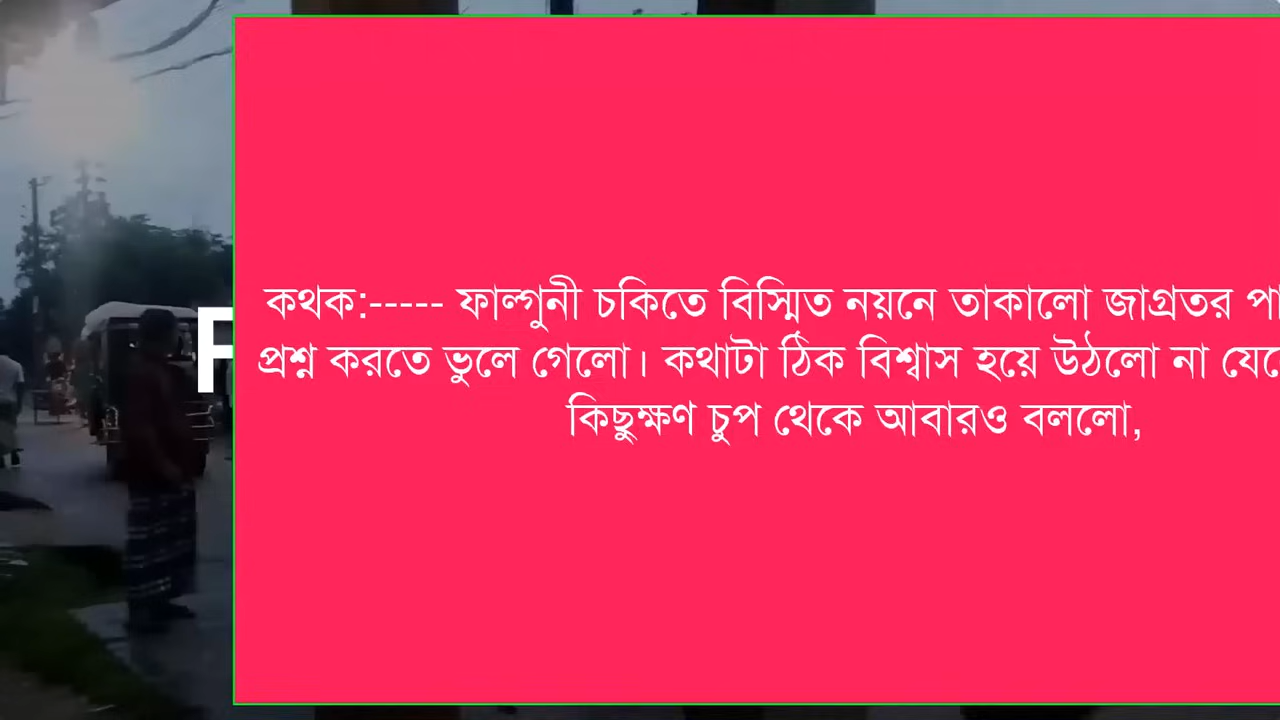 কথক:----- ফাল্গুনী চকিতে বিস্মিত নয়নে তাকালো জাগ্রতর
প্রশ্ন করতে ভুলে গেলো। কথাটা ঠিক বিশ্বাস হয়ে উঠলো না
কিছুক্ষণ চুপ থেকে আবারও বললো,